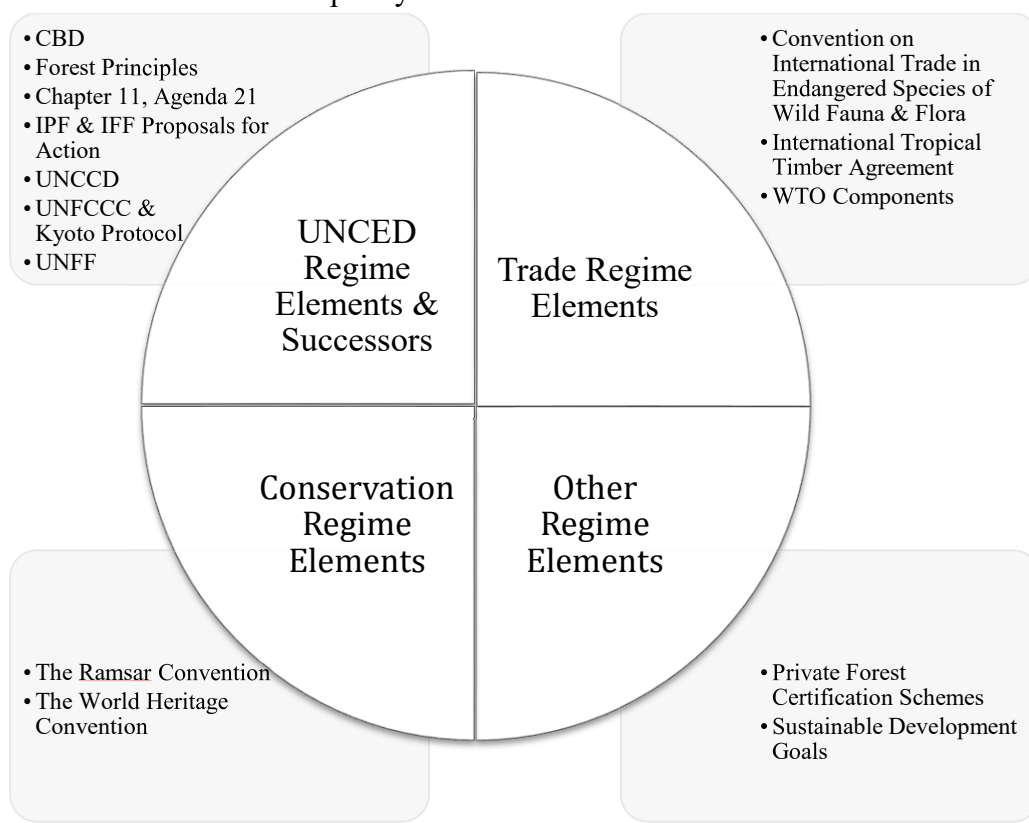 • CBD
• Forest Principles
• Chapter 11, Agenda 21
• IPF & IFF Proposals for
Action
• UNCCD
• UNFCCC &
Kyoto Protocol
• UNFF
• Convention on
International Trade in
Endangered Species of
Wild Fauna & Flora
• International Tropical
Timber Agreement
• WTO Components
UNCED
Regime
Elements &
Successors
Trade Regime
Elements
Conservation
Regime
Elements
Other
Regime
Elements
• The Ramsar Convention
• The World Heritage
Convention
• Private Forest
Certification Schemes
• Sustainable Development
Goals